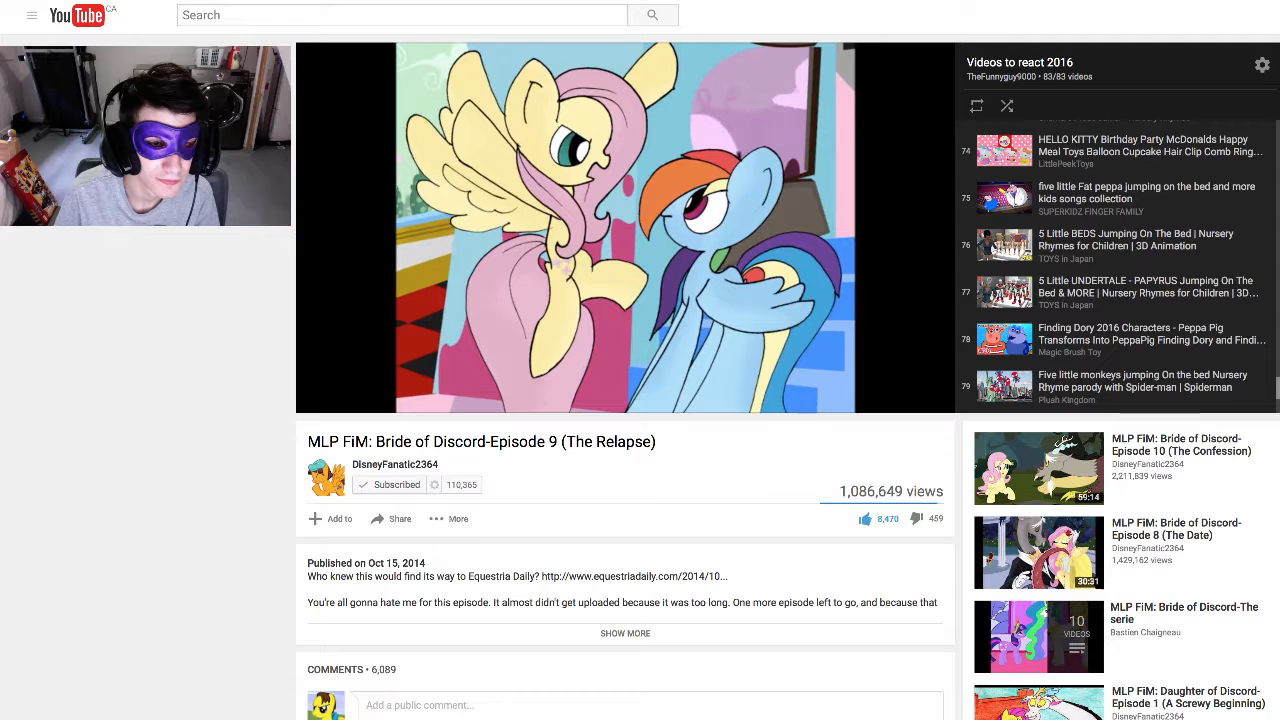 YouTube CA
Search
Videos to react 2016
TheFunnyguy9000 • 83/83 videos
74
HELLO KITTY Birthday Party McDonalds Happy
Meal Toys Balloon Cupcake Hair Clip Comb Ring...
LittlePeekToys
75
five little Fat peppa jumping on the bed and more
kids songs collection
SUPERKIDZ FINGER FAMILY
76
5 Little BEDS Jumping On The Bed | Nursery
Rhymes for Children | 3D Animation
TOYS in Japan
77
5 Little UNDERTALE - PAPYRUS Jumping On The
Bed & MORE | Nursery Rhymes for Children | 3D...
TOYS in Japan
78
Finding Dory 2016 Characters - Peppa Pig
Transforms Into PeppaPig Finding Dory and Findi...
Magic Brush Toy
79
Five little monkeys jumping On the bed Nursery
Rhyme parody with Spider-man | Spiderman
Plush Kingdom
MLP FiM: Bride of Discord-Episode 9 (The Relapse)
DisneyFanatic2364
Subscribed 110,365
1,086,649 views
Add to Share More
8,470 459
Published on Oct 15, 2014
Who knew this would find its way to Equestria Daily? http://www.equestriadaily.com/2014/10...
You're all gonna hate me for this episode. It almost didn't get uploaded because it was too long. One more episode left to go, and because that
SHOW MORE
COMMENTS • 6,089
Add a public comment...
MLP FiM: Bride of Discord-
Episode 10 (The Confession)
DisneyFanatic2364
2,211,839 views
59:14
MLP FiM: Bride of Discord-
Episode 8 (The Date)
DisneyFanatic2364
1,429,162 views
30:31
MLP FiM: Bride of Discord-The
serie
Bastien Chaigneau
10
VIDEOS
MLP FiM: Daughter of Discord-
Episode 1 (A Screwy Beginning)
DisneyFanatic2364